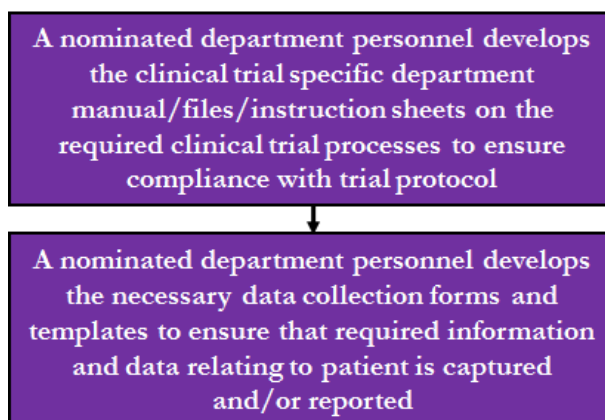 A nominated department personnel develops
the clinical trial specific department
manual/files/instruction sheets on the
required clinical trial processes to ensure
compliance with trial protocol
A nominated department personnel develops
the necessary data collection forms and
templates to ensure that required information
and data relating to patient is captured
and/or reported